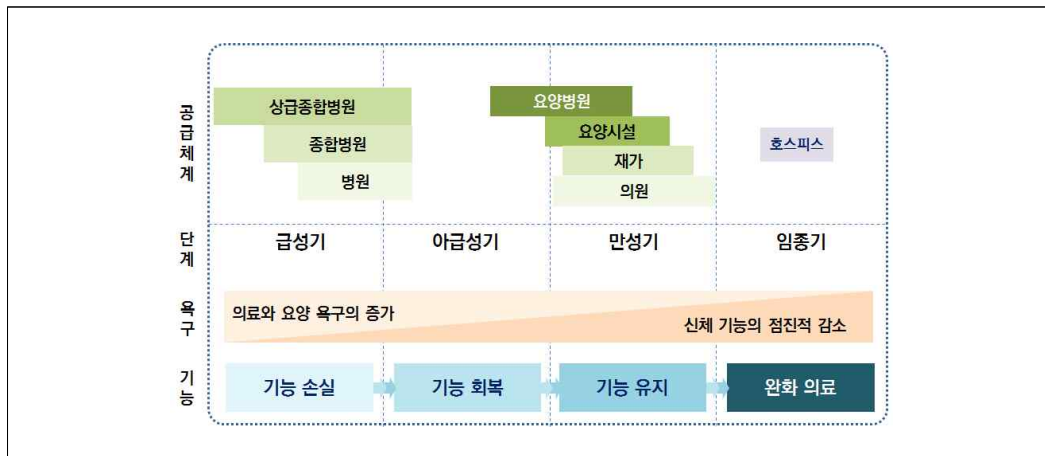 공급체계
상급종합병원
종합병원
병원
요양병원
요양시설
재가
의원
호스피스
단계
급성기
아급성기
만성기
임종기
욕구
의료와 요양 욕구의 증가
신체 기능의 점진적 감소
기능
기능 손실
기능 회복
기능 유지
완화 의료